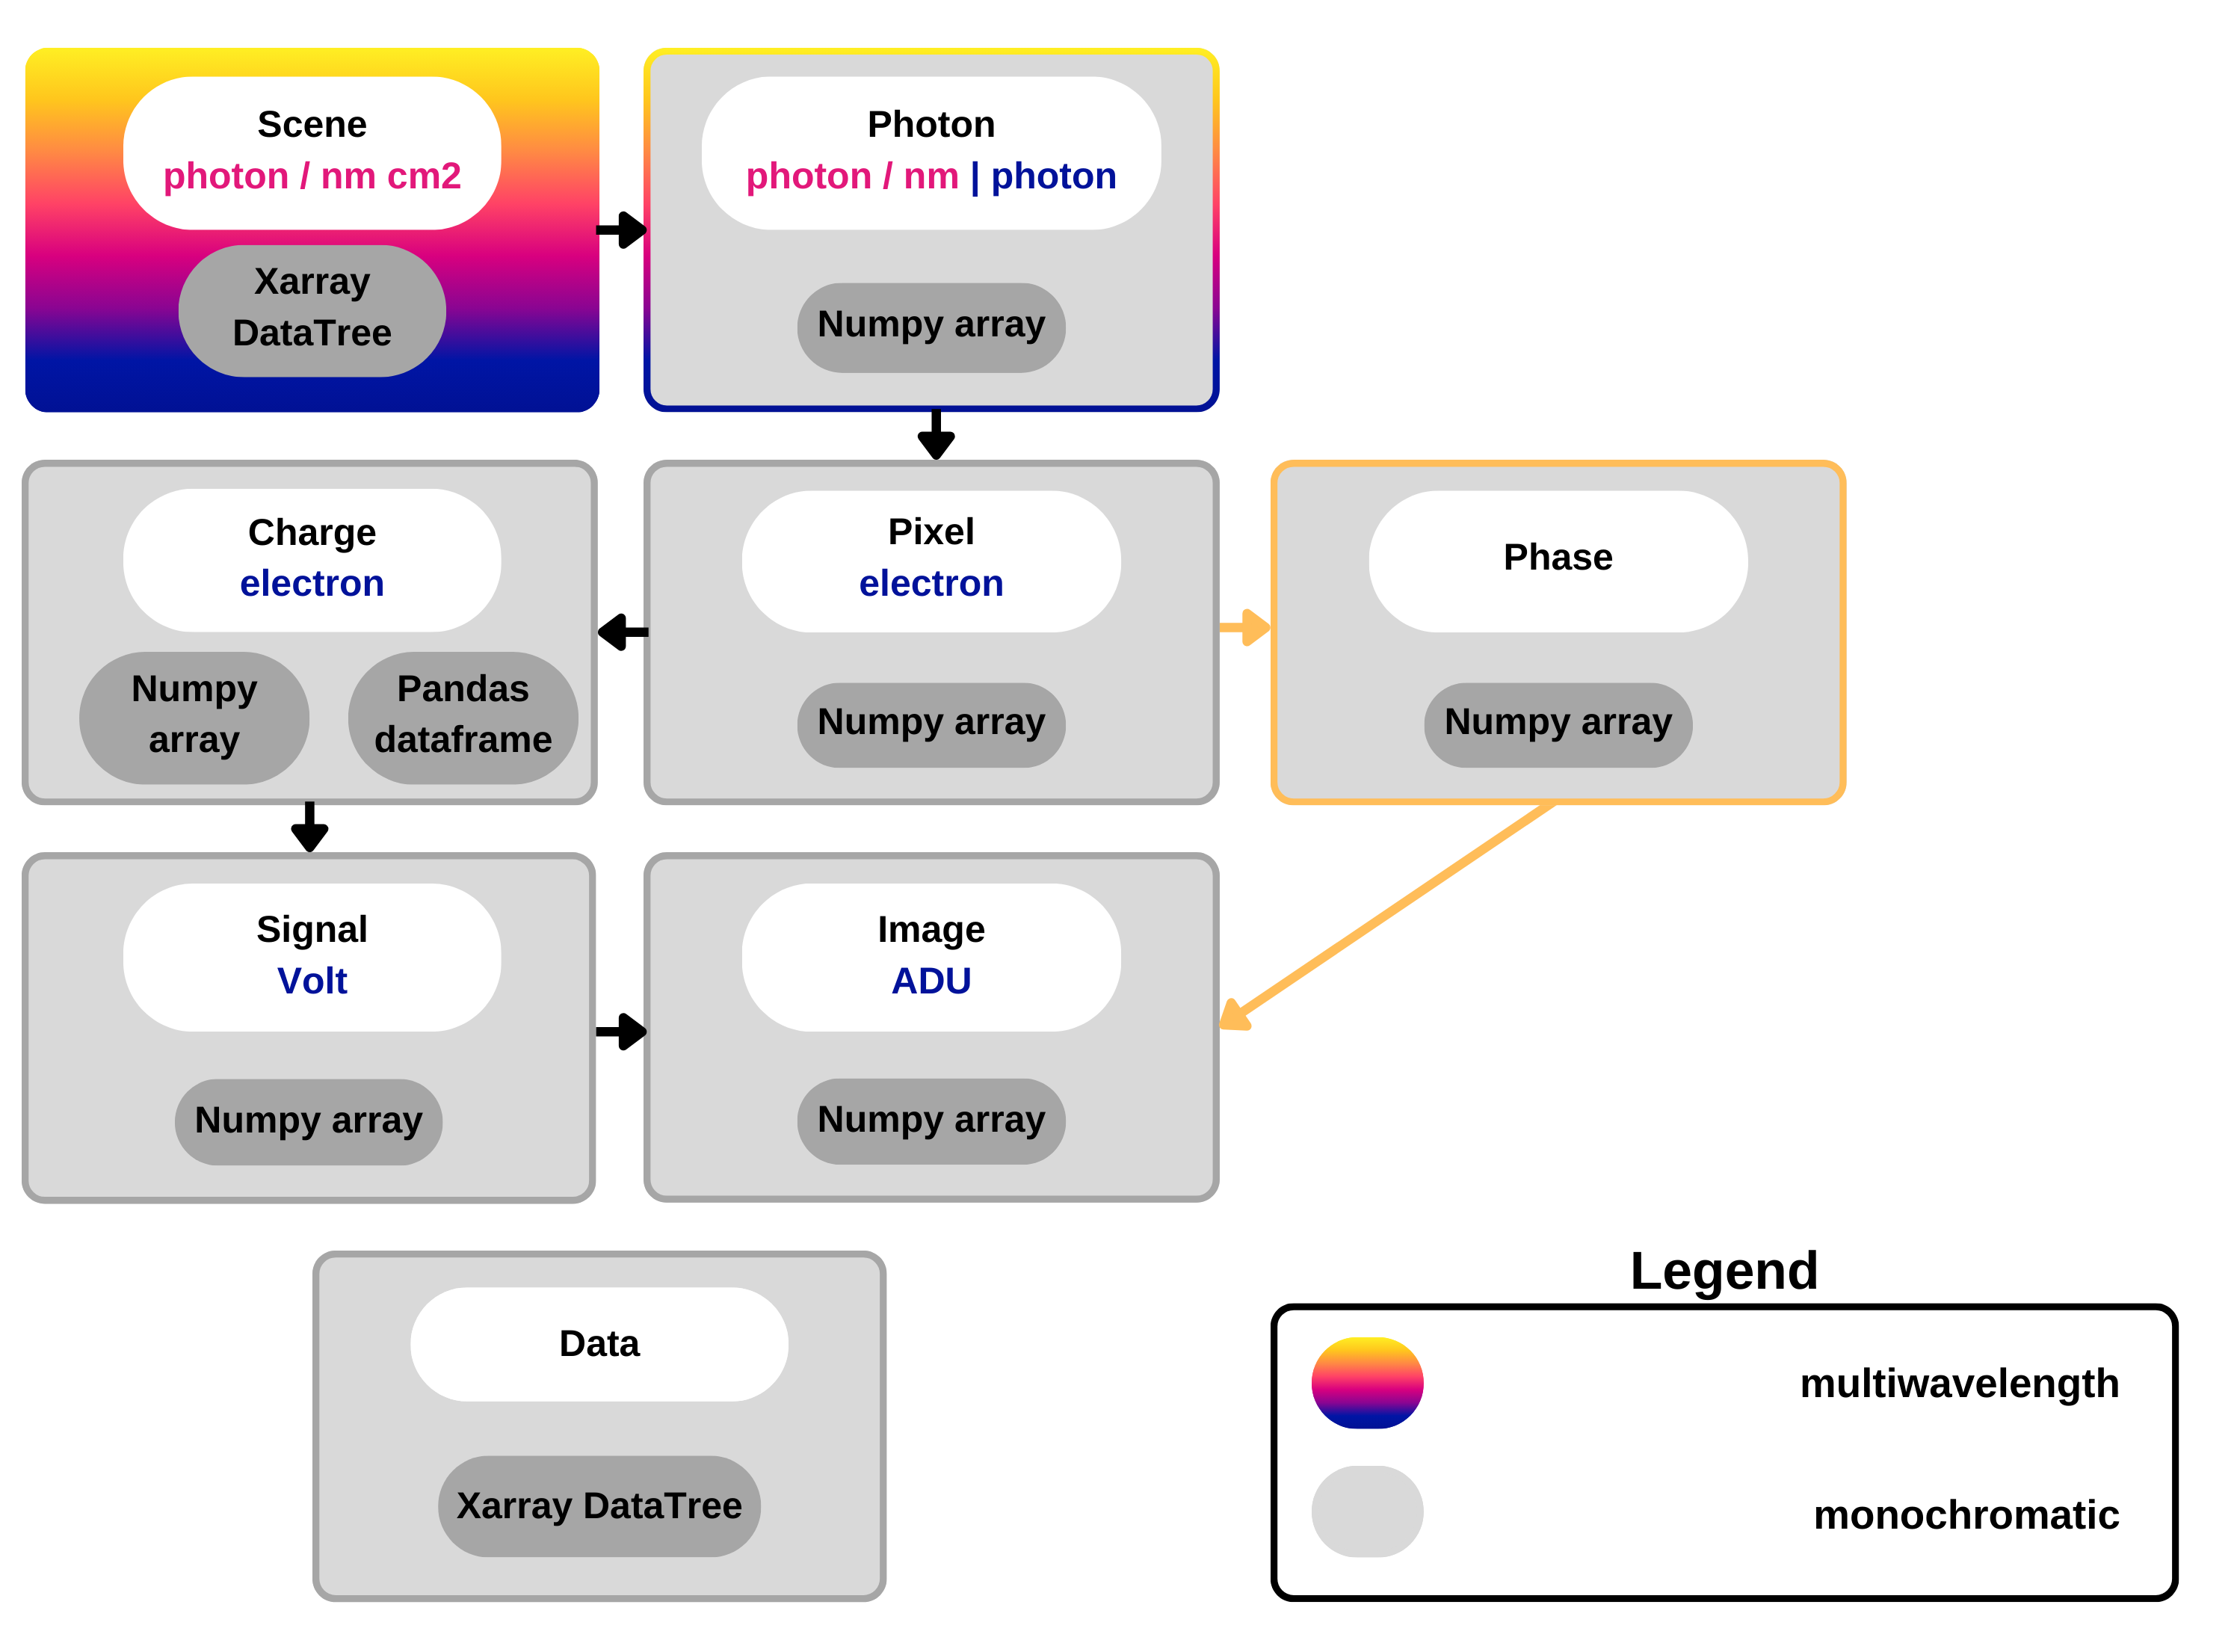 Scene
photon / nm cm2
Xarray
DataTree
Photon
photon / nm | photon
Numpy array
Charge
electron
Numpy
array
Pandas
dataframe
Pixel
electron
Numpy array
Phase
Numpy array
Signal
Volt
Numpy array
Image
ADU
Numpy array
Data
Xarray DataTree
Legend
multiwavelength
monochromatic